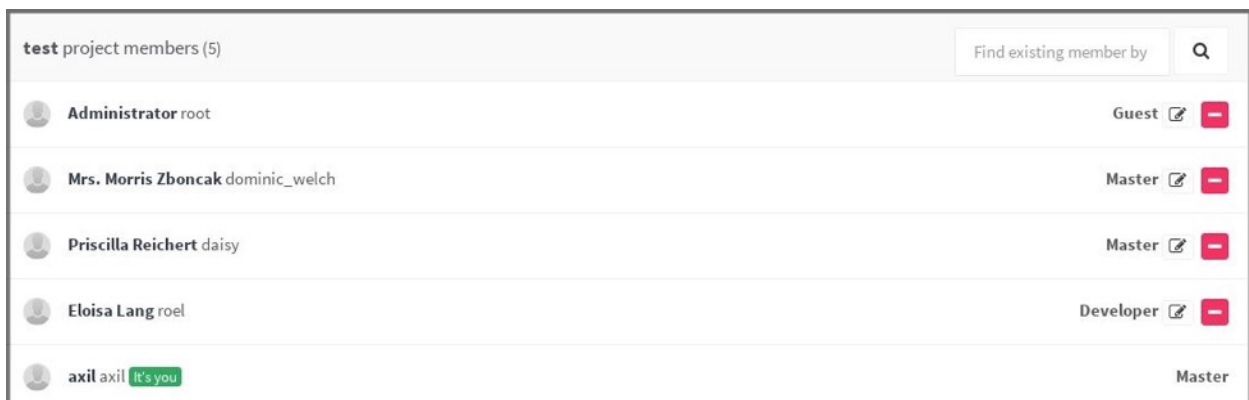 test project members (5)
Find existing member by
Administrator root
Guest
Mrs. Morris Zboncak dominic_welch
Master
Priscilla Reichert daisy
Master
Eloisa Lang roel
Developer
axil axil It's you
Master